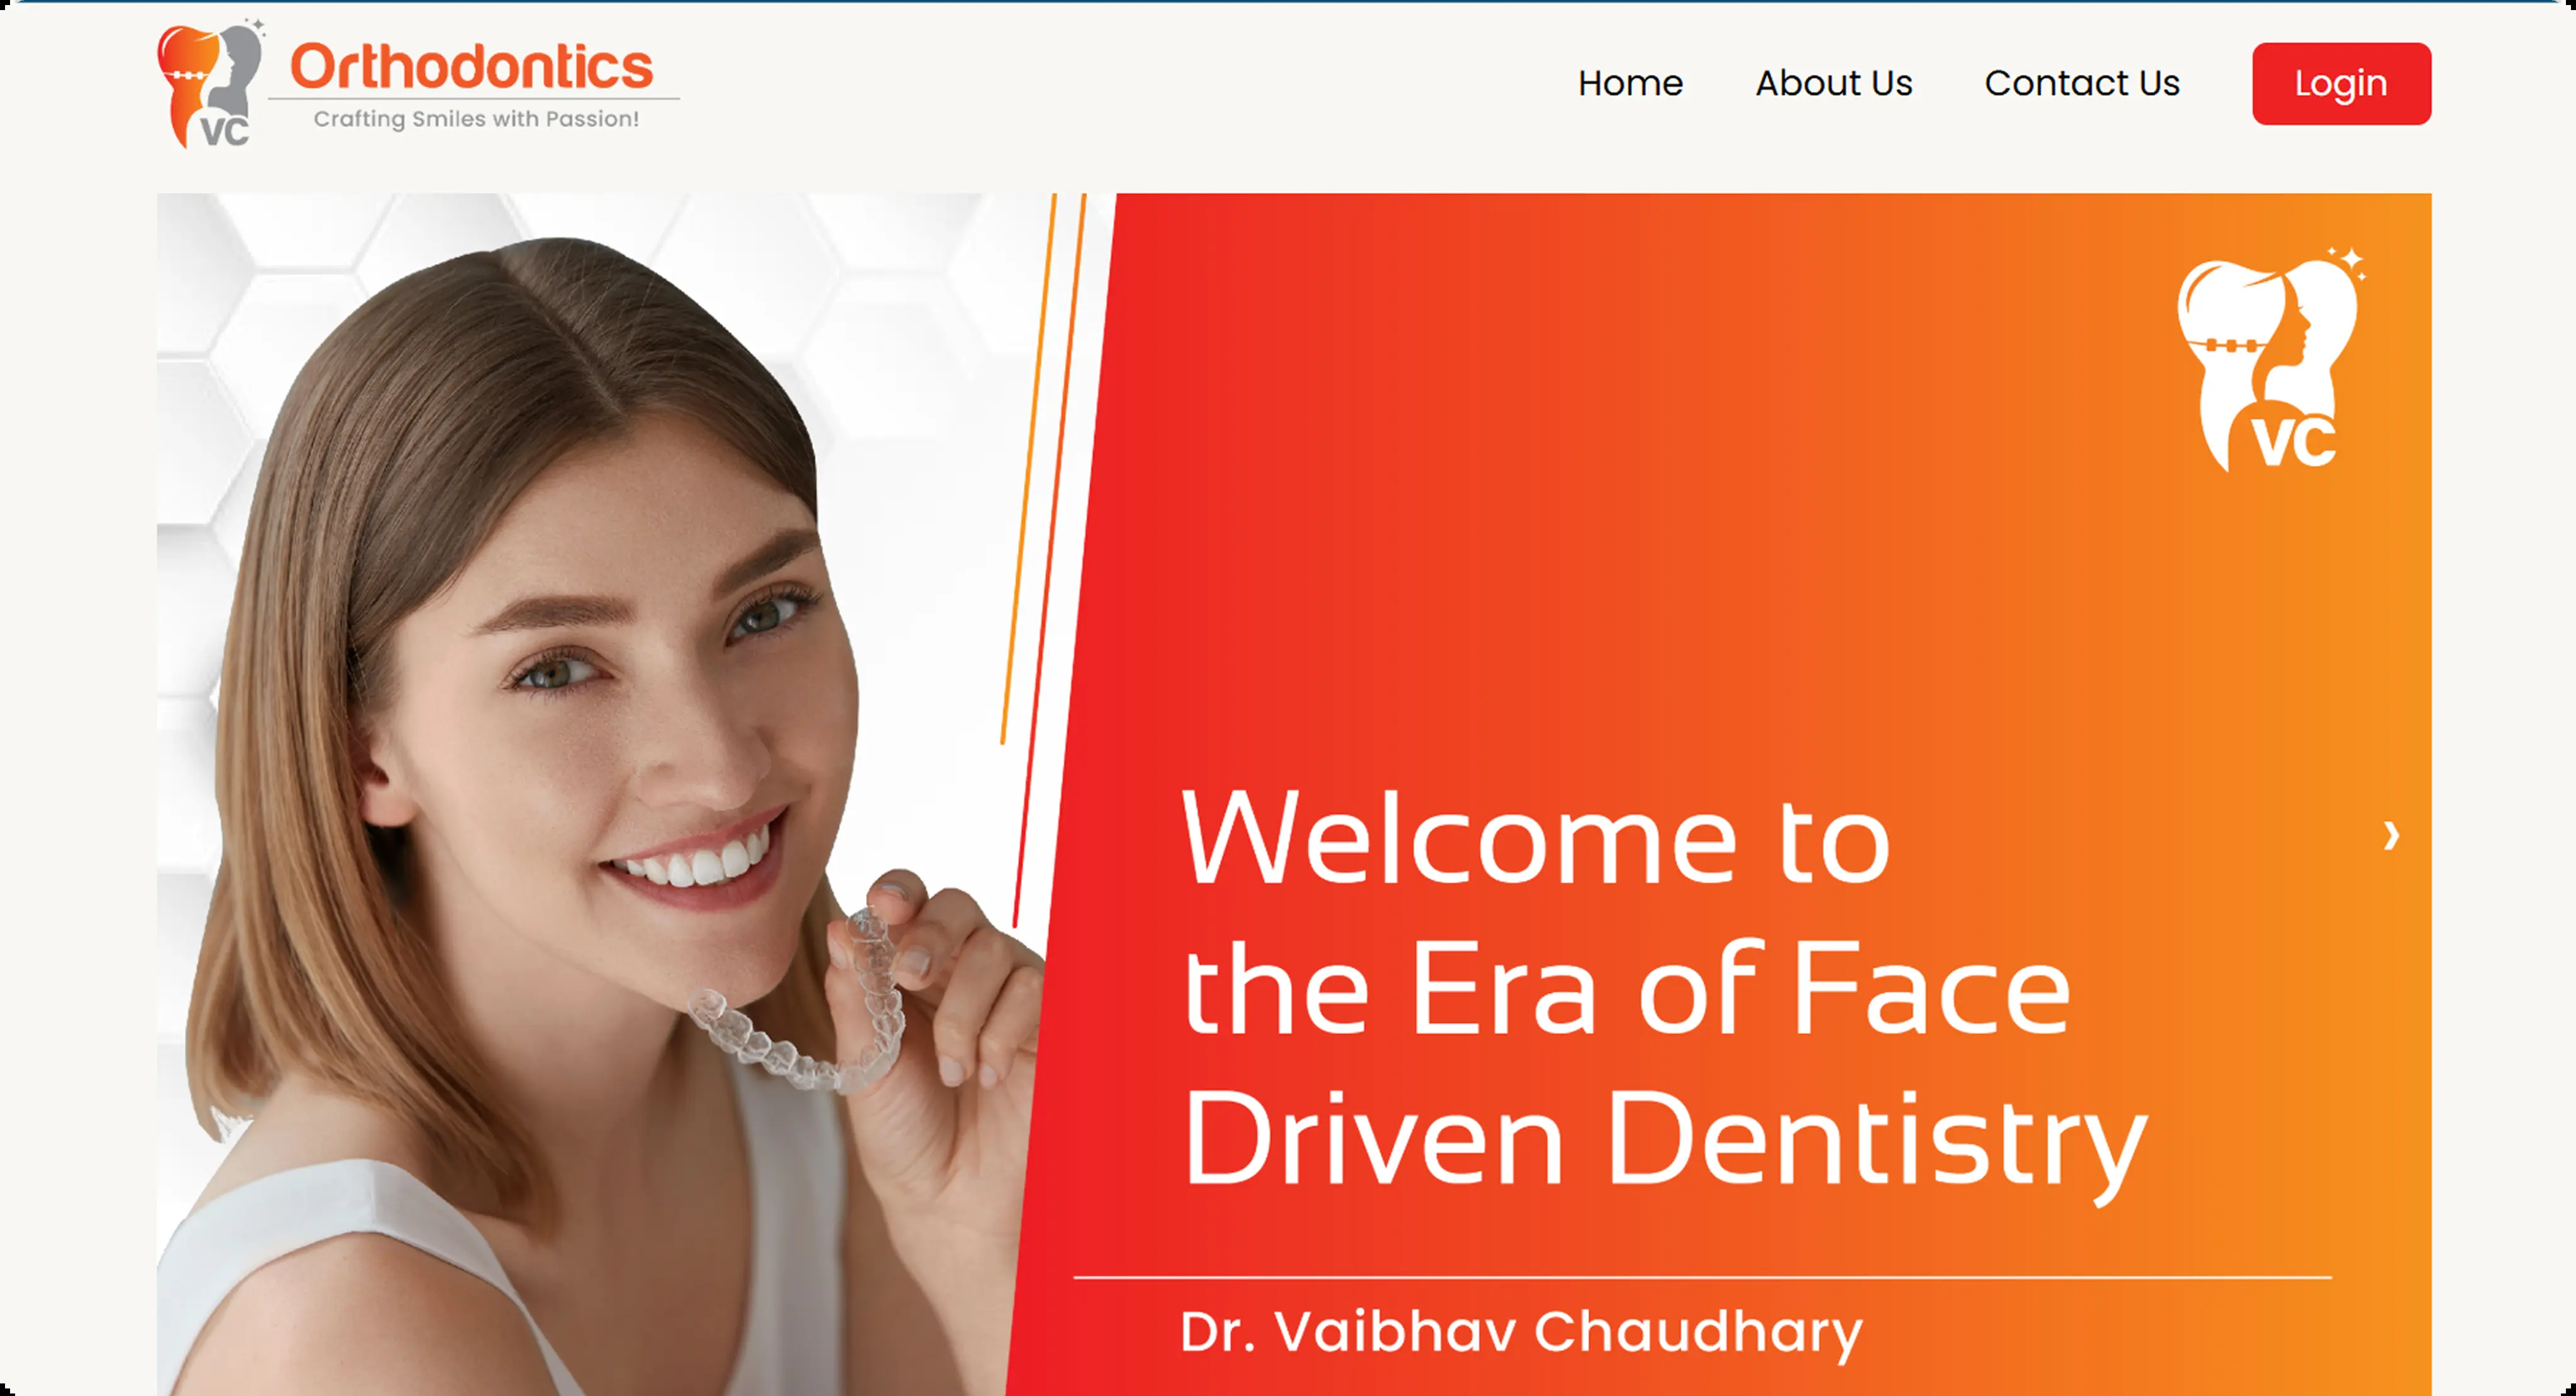 Orthodontics
Crafting Smiles with Passion!
VC
Home
About Us
Contact Us
Login
VC
Welcome to
the Era of Face
Driven Dentistry
Dr. Vaibhav Chaudhary